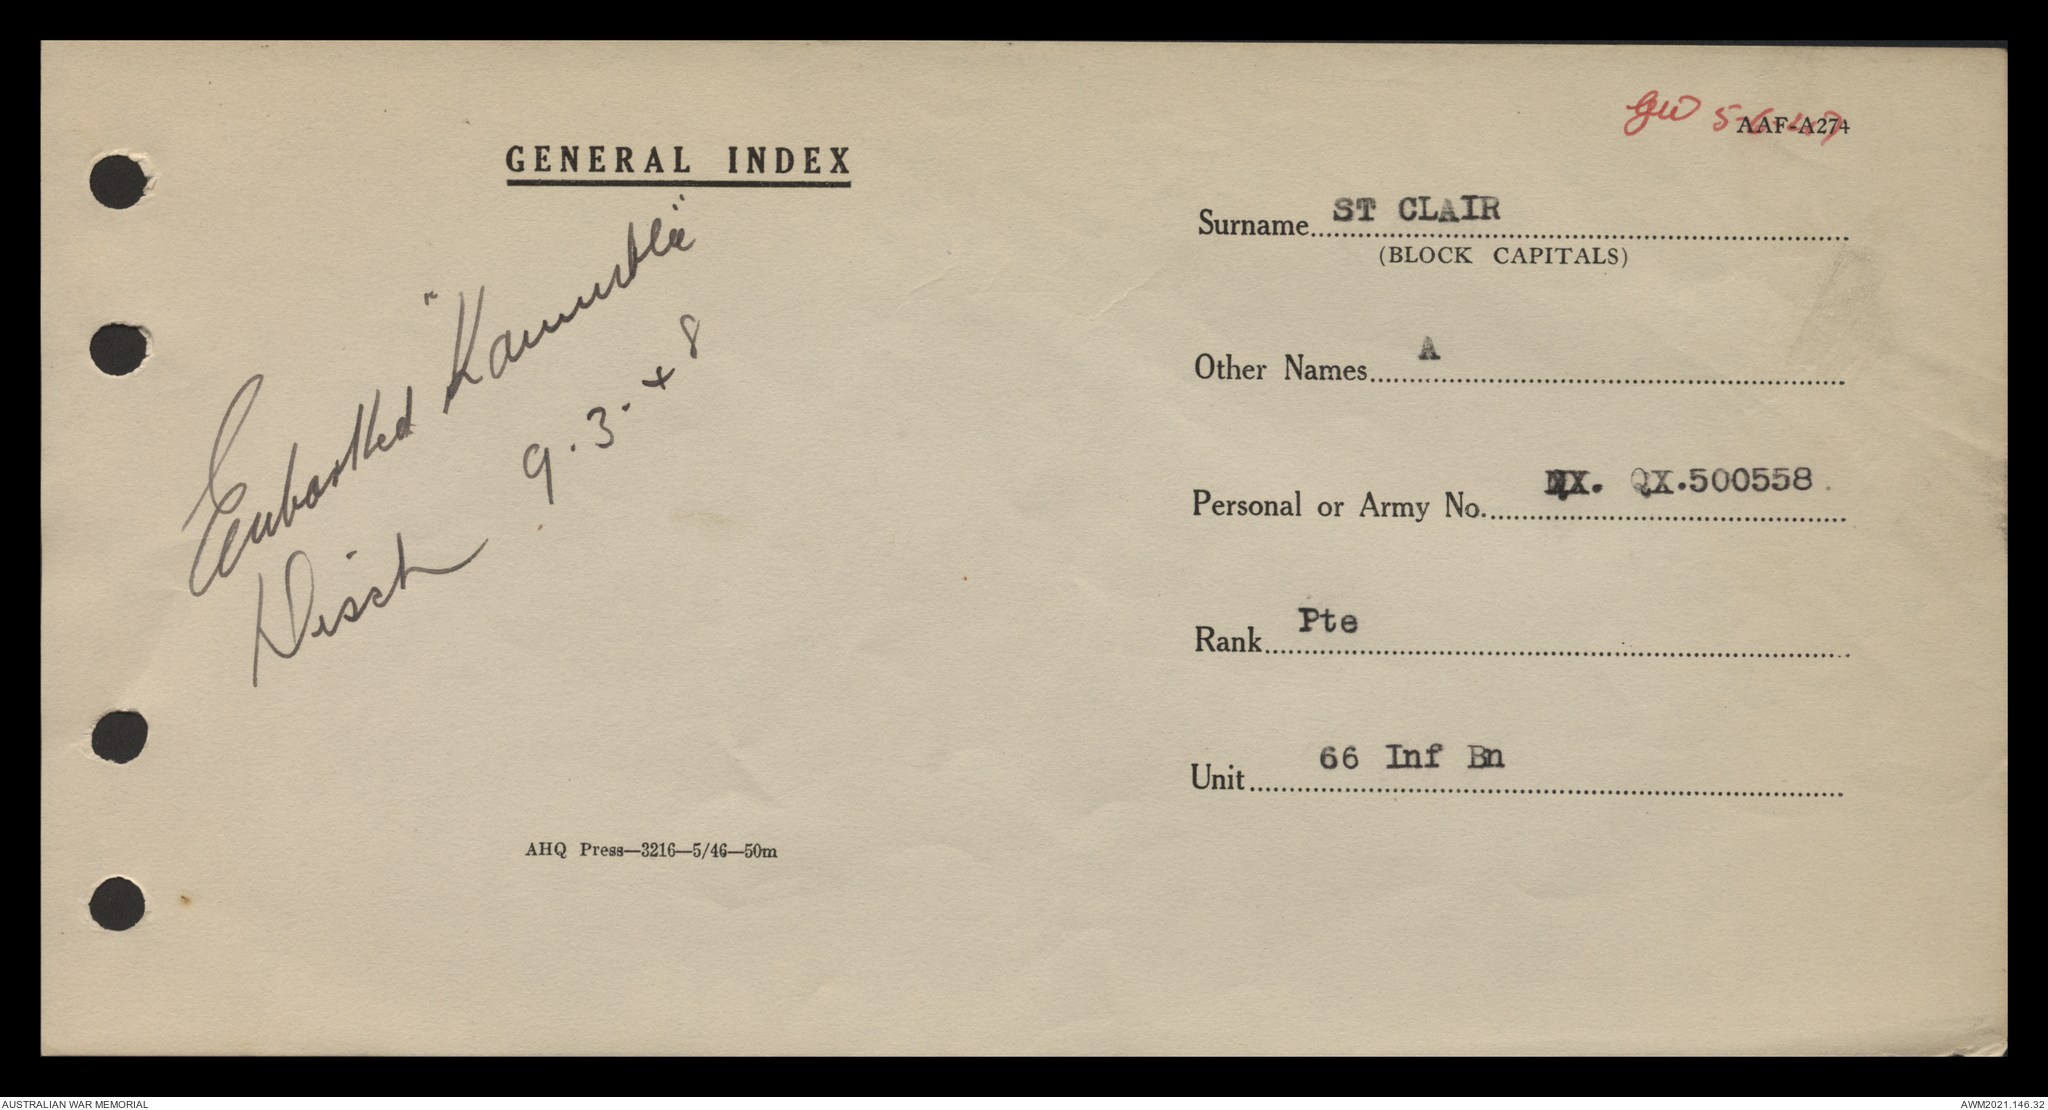 GW 5-6-47
AAF-A274
GENERAL INDEX
Embarked "Kanimbla"
Disch 9.3.48
Surname ST CLAIR
(BLOCK CAPITALS)
Other Names A
Personal or Army No. NX. QX.500558
Rank Pte
Unit 66 Inf Bn
AHQ Press—3216—5/46—50m
AUSTRALIAN WAR MEMORIAL
AWM2021.146.32